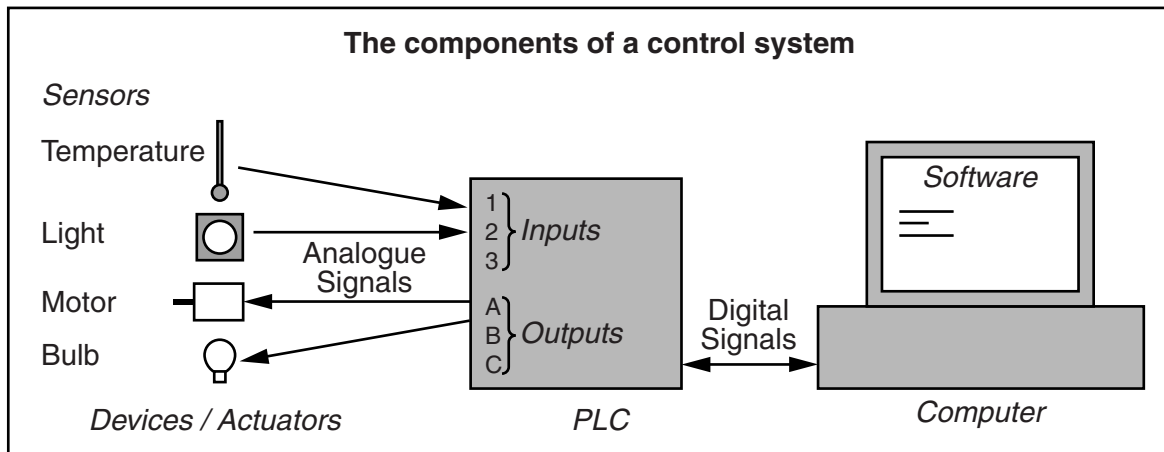 The components of a control system
Sensors
Temperature
Light
Motor
Bulb
Devices / Actuators
Analogue
Signals
1
2
3
Inputs
A
B
C
Outputs
PLC
Digital
Signals
Software
Computer